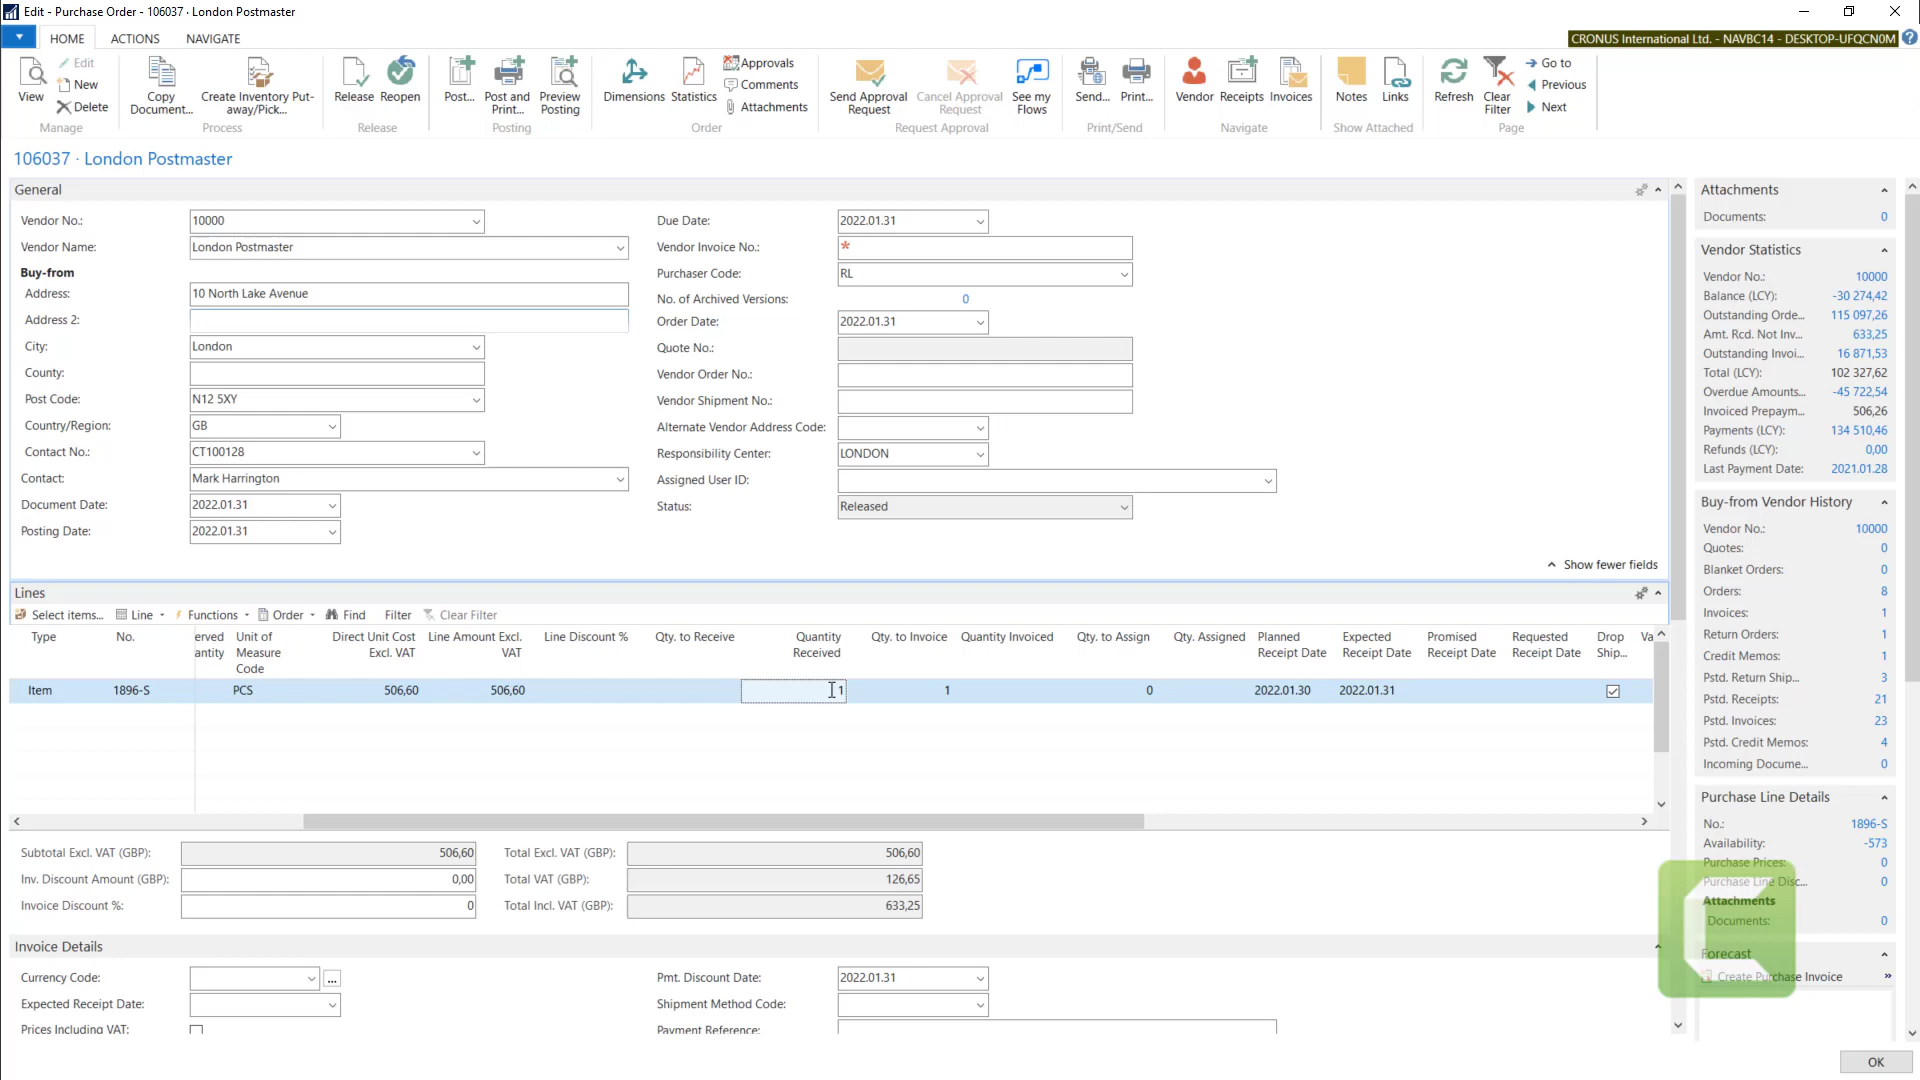 Edit - Purchase Order - 106037 · London Postmaster
HOME ACTIONS NAVIGATE
CRONUS International Ltd. - NAVBC14 - DESKTOP-UFQCN0M
View
Edit
New
Delete
Manage
Copy Document...
Create Inventory Put-away/Pick...
Process
Release
Reopen
Release
Post...
Post and Print...
Preview Posting
Posting
Dimensions
Statistics
Approvals
Comments
Attachments
Order
Send Approval Request
Cancel Approval Request
See my Flows
Request Approval
Send...
Print...
Print/Send
Vendor
Receipts
Invoices
Navigate
Notes
Links
Show Attached
Refresh
Clear Filter
Go to
Previous
Next
Page
106037 · London Postmaster
General
Vendor No.: 10000
Vendor Name: London Postmaster
Buy-from
Address: 10 North Lake Avenue
Address 2:
City: London
County:
Post Code: N12 5XY
Country/Region: GB
Contact No.: CT100128
Contact: Mark Harrington
Document Date: 2022.01.31
Posting Date: 2022.01.31
Due Date: 2022.01.31
Vendor Invoice No.: *
Purchaser Code: RL
No. of Archived Versions: 0
Order Date: 2022.01.31
Quote No.:
Vendor Order No.:
Vendor Shipment No.:
Alternate Vendor Address Code:
Responsibility Center: LONDON
Assigned User ID:
Status: Released
Show fewer fields
Lines
Select items... Line Functions Order Find Filter Clear Filter
Type No. erved antity Unit of Measure Code Direct Unit Cost Excl. VAT Line Amount Excl. VAT Line Discount % Qty. to Receive Quantity Received Qty. to Invoice Quantity Invoiced Qty. to Assign Qty. Assigned Planned Receipt Date Expected Receipt Date Promised Receipt Date Requested Receipt Date Drop Ship... Va
Item 1896-S PCS 506,60 506,60 1 1 0 2022.01.30 2022.01.31
Subtotal Excl. VAT (GBP): 506,60
Inv. Discount Amount (GBP): 0,00
Invoice Discount %: 0
Total Excl. VAT (GBP): 506,60
Total VAT (GBP): 126,65
Total Incl. VAT (GBP): 633,25
Invoice Details
Currency Code: ...
Expected Receipt Date:
Prices Including VAT:
Pmt. Discount Date: 2022.01.31
Shipment Method Code:
Payment Reference:
Attachments
Documents: 0
Vendor Statistics
Vendor No.: 10000
Balance (LCY): -30 274,42
Outstanding Orde... 115 097,26
Amt. Rcd. Not Inv... 633,25
Outstanding Invoi... 16 871,53
Total (LCY): 102 327,62
Overdue Amounts... -45 722,54
Invoiced Prepaym... 506,26
Payments (LCY): 134 510,46
Refunds (LCY): 0,00
Last Payment Date: 2021.01.28
Buy-from Vendor History
Vendor No.: 10000
Quotes: 0
Blanket Orders: 0
Orders: 8
Invoices: 1
Return Orders: 1
Credit Memos: 1
Pstd. Return Ship... 3
Pstd. Receipts: 21
Pstd. Invoices: 23
Pstd. Credit Memos: 4
Incoming Docume... 0
Purchase Line Details
No.: 1896-S
Availability: -573
Purchase Prices: 0
Purchase Line Disc... 0
Attachments
Documents: 0
Forecast
Create Purchase Invoice
OK